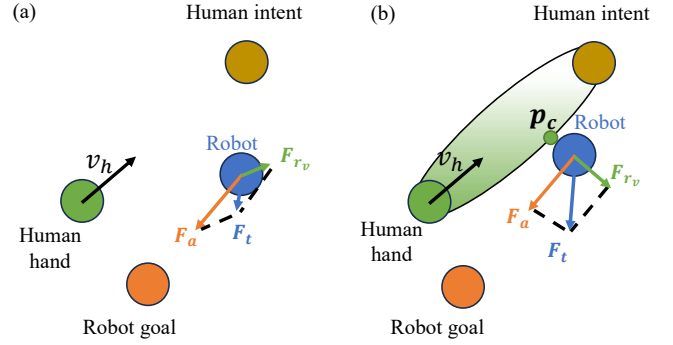 (a)
Human intent
Robot
v_h
F_{r_v}
F_a
F_t
Human
hand
Robot goal
(b)
Human intent
p_c
Robot
v_h
F_{r_v}
F_a
F_t
Human
hand
Robot goal